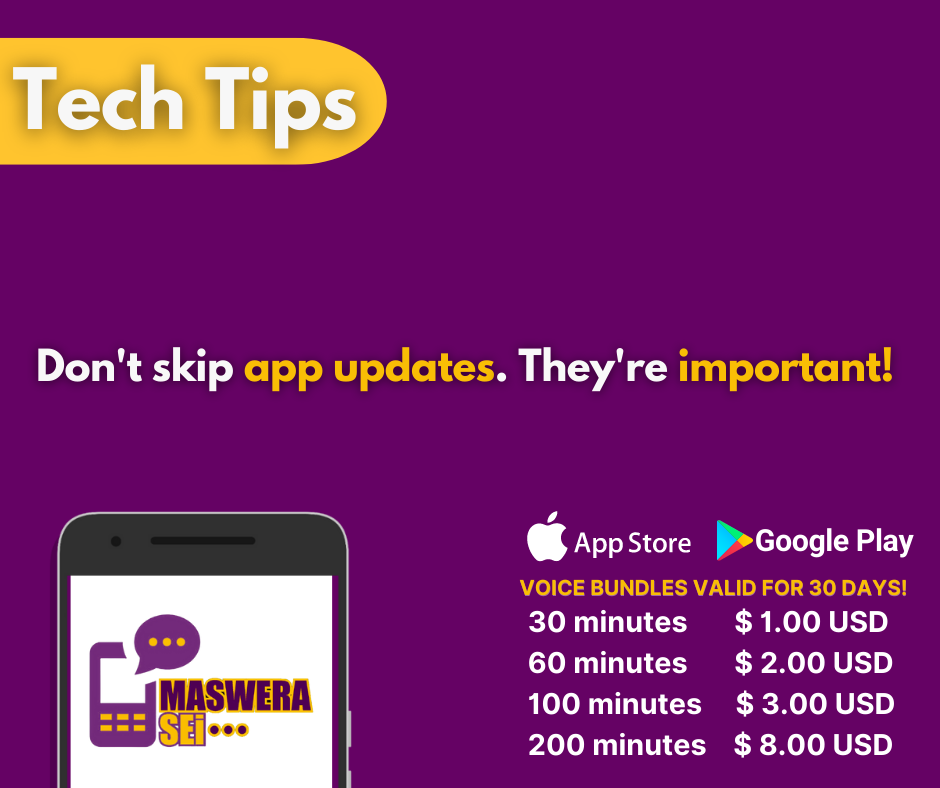 Tech Tips
Don't skip app updates. They're important!
App Store
Google Play
VOICE BUNDLES VALID FOR 30 DAYS!
30 minutes $ 1.00 USD
60 minutes $ 2.00 USD
100 minutes $ 3.00 USD
200 minutes $ 8.00 USD
MASWERA
SEi...